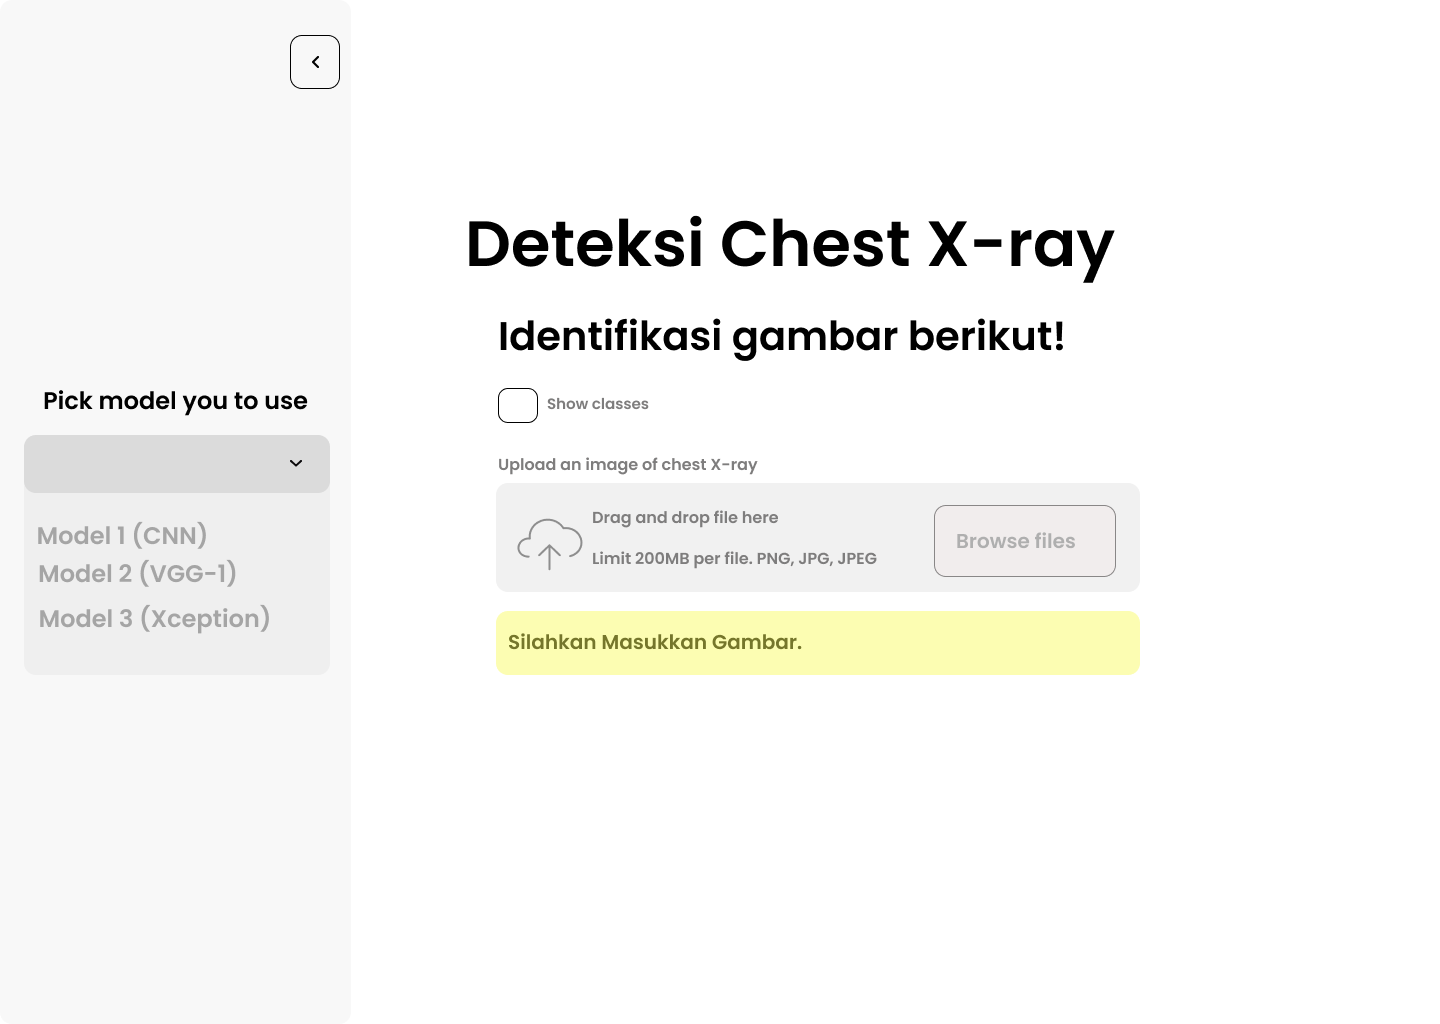 Pick model you to use
Model 1 (CNN)
Model 2 (VGG-1)
Model 3 (Xception)
Deteksi Chest X-ray
Identifikasi gambar berikut!
Show classes
Upload an image of chest X-ray
Drag and drop file here
Limit 200MB per file. PNG, JPG, JPEG
Browse files
Silahkan Masukkan Gambar.